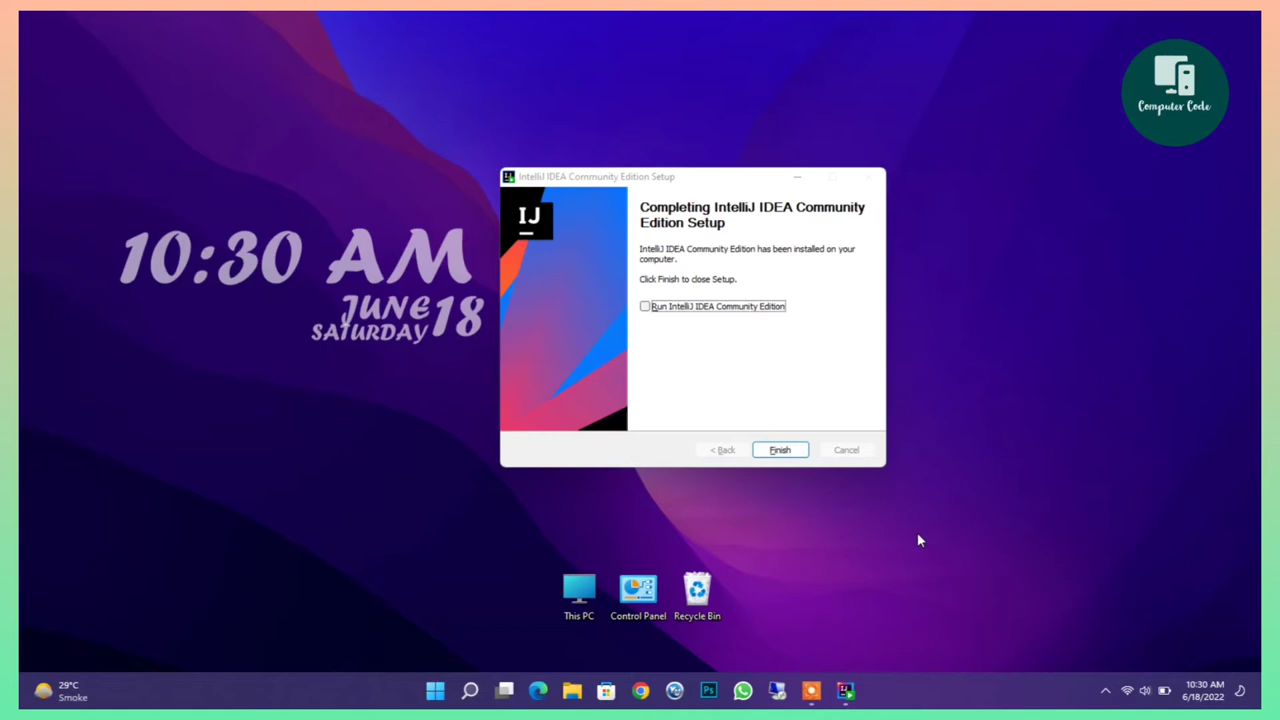 Computer Code
IntelliJ IDEA Community Edition Setup
IJ
Completing IntelliJ IDEA Community
Edition Setup
IntelliJ IDEA Community Edition has been installed on your
computer.
Click Finish to close Setup.
Run IntelliJ IDEA Community Edition
< Back
Finish
Cancel
10:30 AM
JUNE 18
SATURDAY
This PC
Control Panel
Recycle Bin
29°C
Smoke
Ps
10:30 AM
6/18/2022